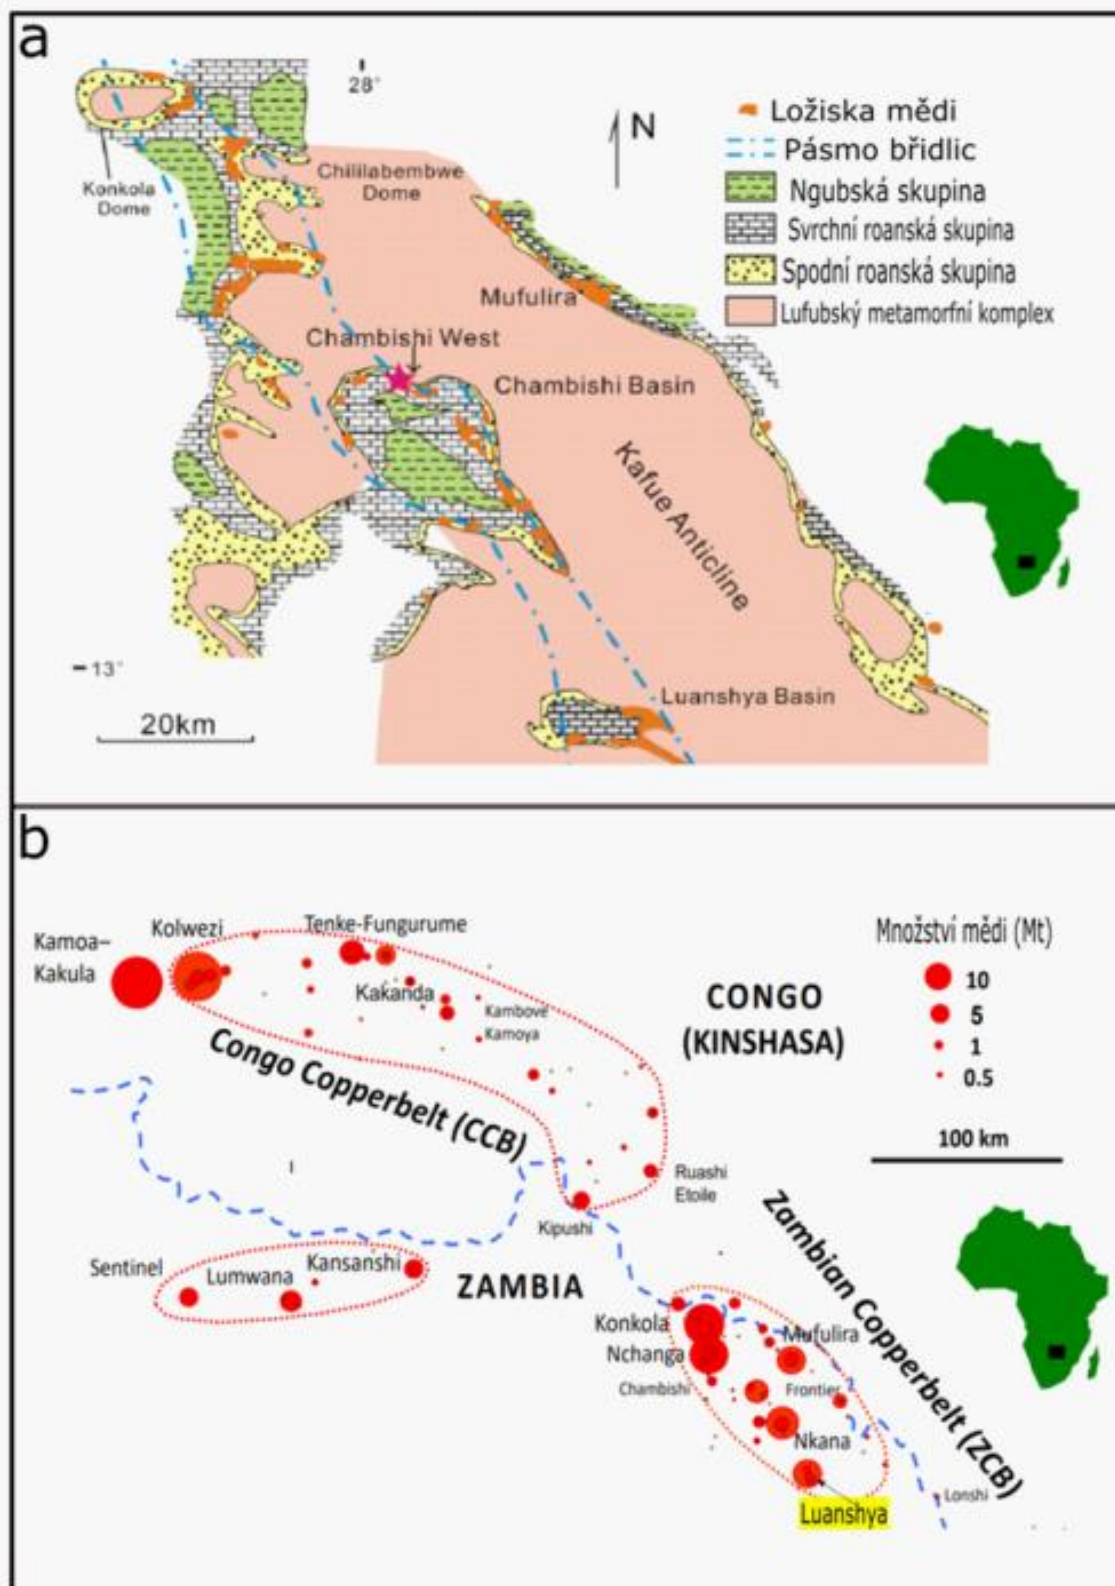 a
28°
N
Ložiska mědi
Pásmo břidlic
Ngubská skupina
Svrchní roanská skupina
Spodní roanská skupina
Lufubský metamorfní komplex
Konkola
Dome
Chililabembwe
Dome
Mufulira
Chambishi West
Chambishi Basin
Kafue Anticline
13°
20km
Luanshya Basin
b
Kamoa–
Kakula
Kolwezi
Tenke-Fungurume
Kakanda
Kambove
Kamoya
CONGO
(KINSHASA)
Množství mědi (Mt)
10
5
1
0.5
100 km
Congo Copperbelt (CCB)
Ruashi
Etoile
Kipushi
Sentinel
Lumwana
Kansanshi
ZAMBIA
Zambian Copperbelt (ZCB)
Konkola
Nchanga
Mufulira
Chambishi
Frontier
Nkana
Lonshi
Luanshya